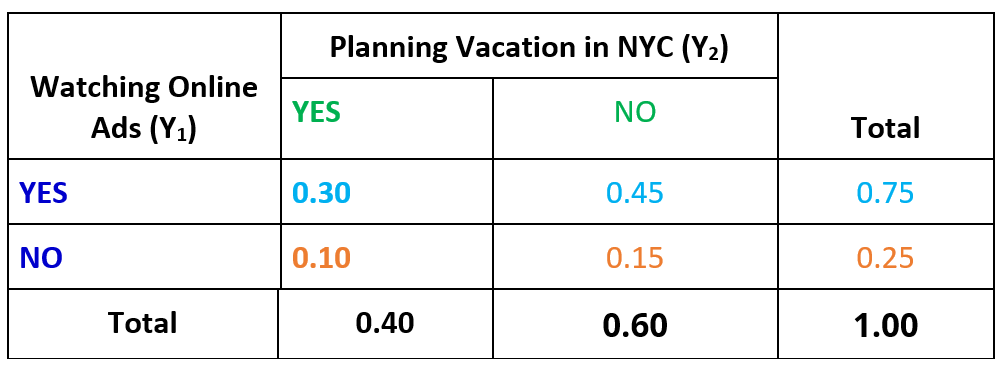 Planning Vacation in NYC (Y₂)
Watching Online
Ads (Y₁)
YES NO Total
YES 0.30 0.45 0.75
NO 0.10 0.15 0.25
Total 0.40 0.60 1.00